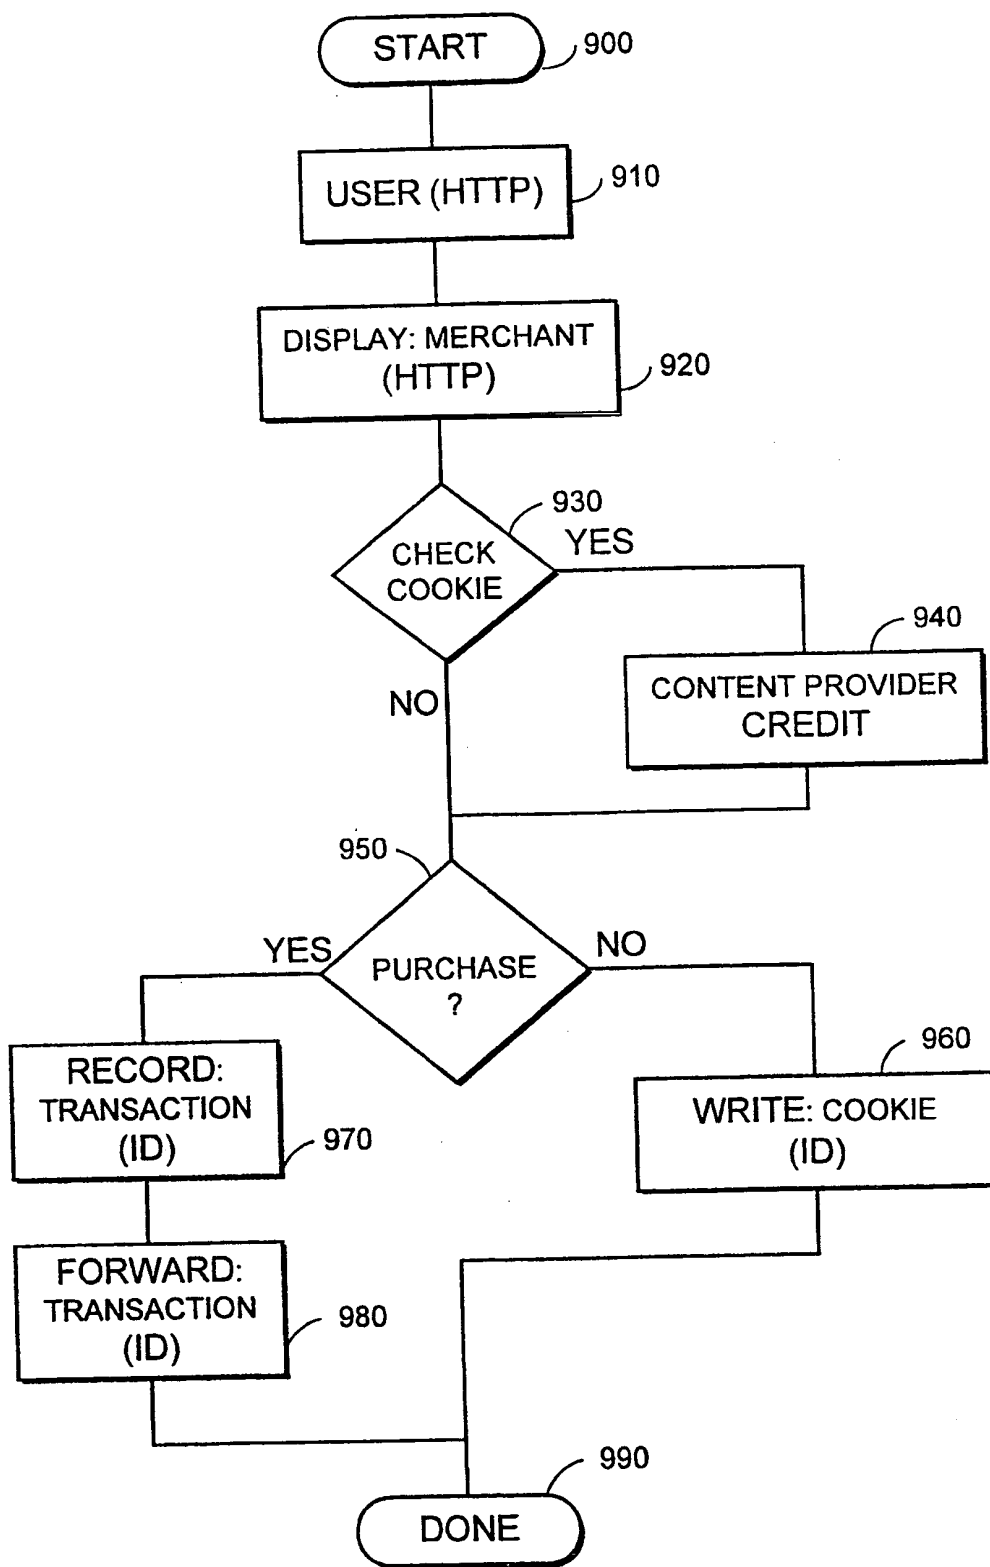 START
900
USER (HTTP)
910
DISPLAY: MERCHANT
(HTTP)
920
930
CHECK
COOKIE
YES
NO
940
CONTENT PROVIDER
CREDIT
950
PURCHASE
?
YES
NO
RECORD:
TRANSACTION
(ID)
970
960
WRITE: COOKIE
(ID)
FORWARD:
TRANSACTION
(ID)
980
990
DONE